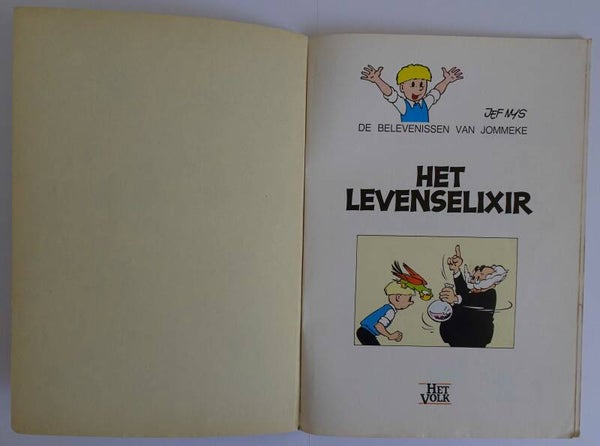 JEF NYS
DE BELEVENISSEN VAN JOMMEKE
HET
LEVENSELIXIR
HET
VOLK